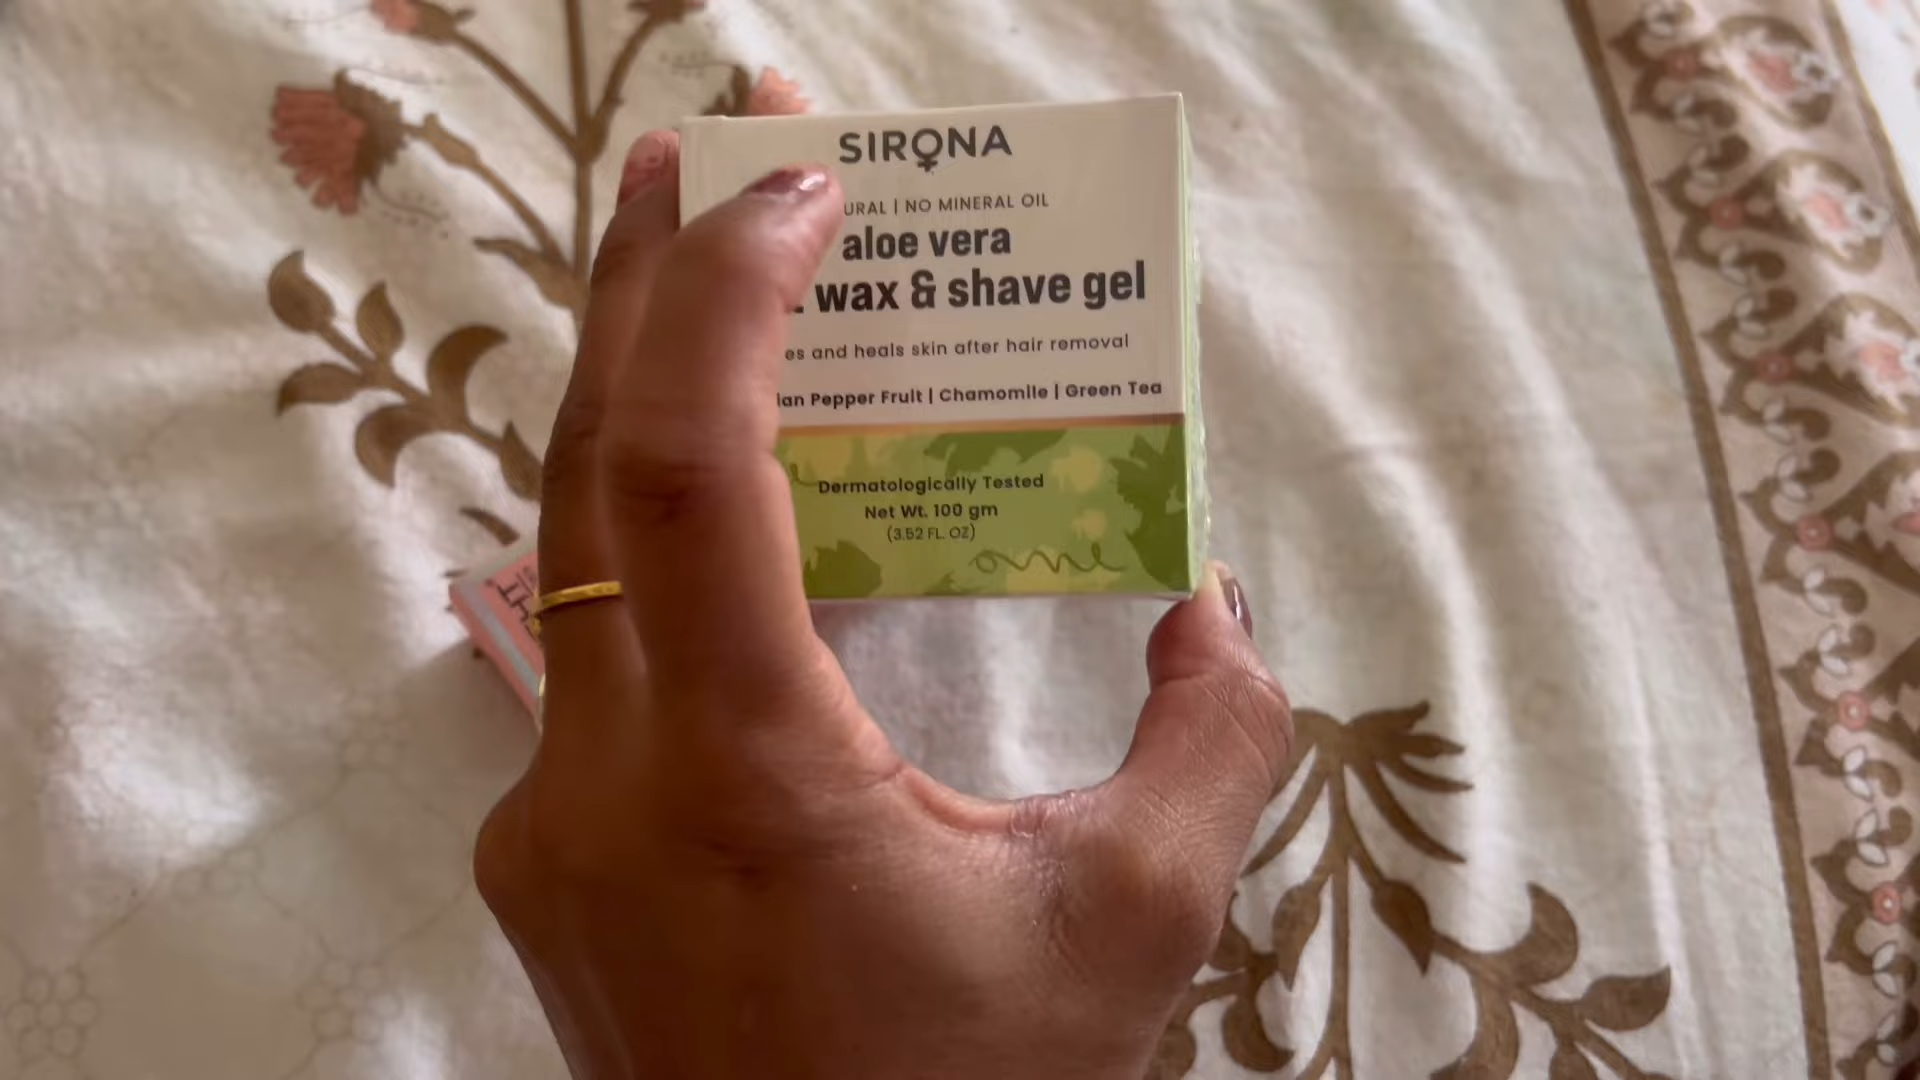 SIRONA
URAL | NO MINERAL OIL
aloe vera
wax & shave gel
es and heals skin after hair removal
ian Pepper Fruit | Chamomile | Green Tea
Dermatologically Tested
Net Wt. 100 gm
(3.52 FL. OZ)